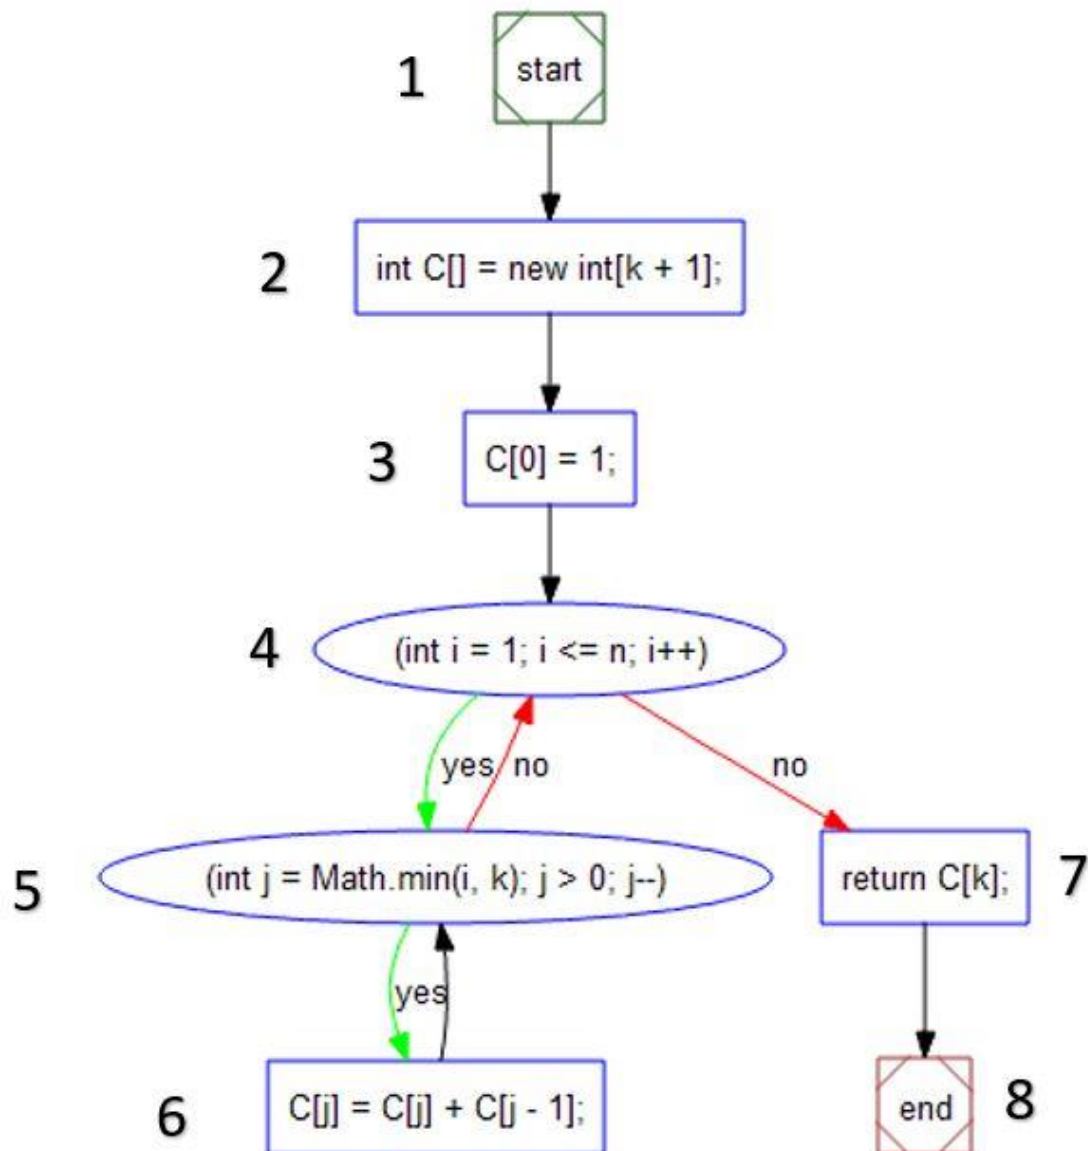 1
start
2
int C[] = new int[k + 1];
3
C[0] = 1;
4
(int i = 1; i <= n; i++)
yes
no
no
5
(int j = Math.min(i, k); j > 0; j--)
return C[k];
7
yes
6
C[j] = C[j] + C[j - 1];
end
8